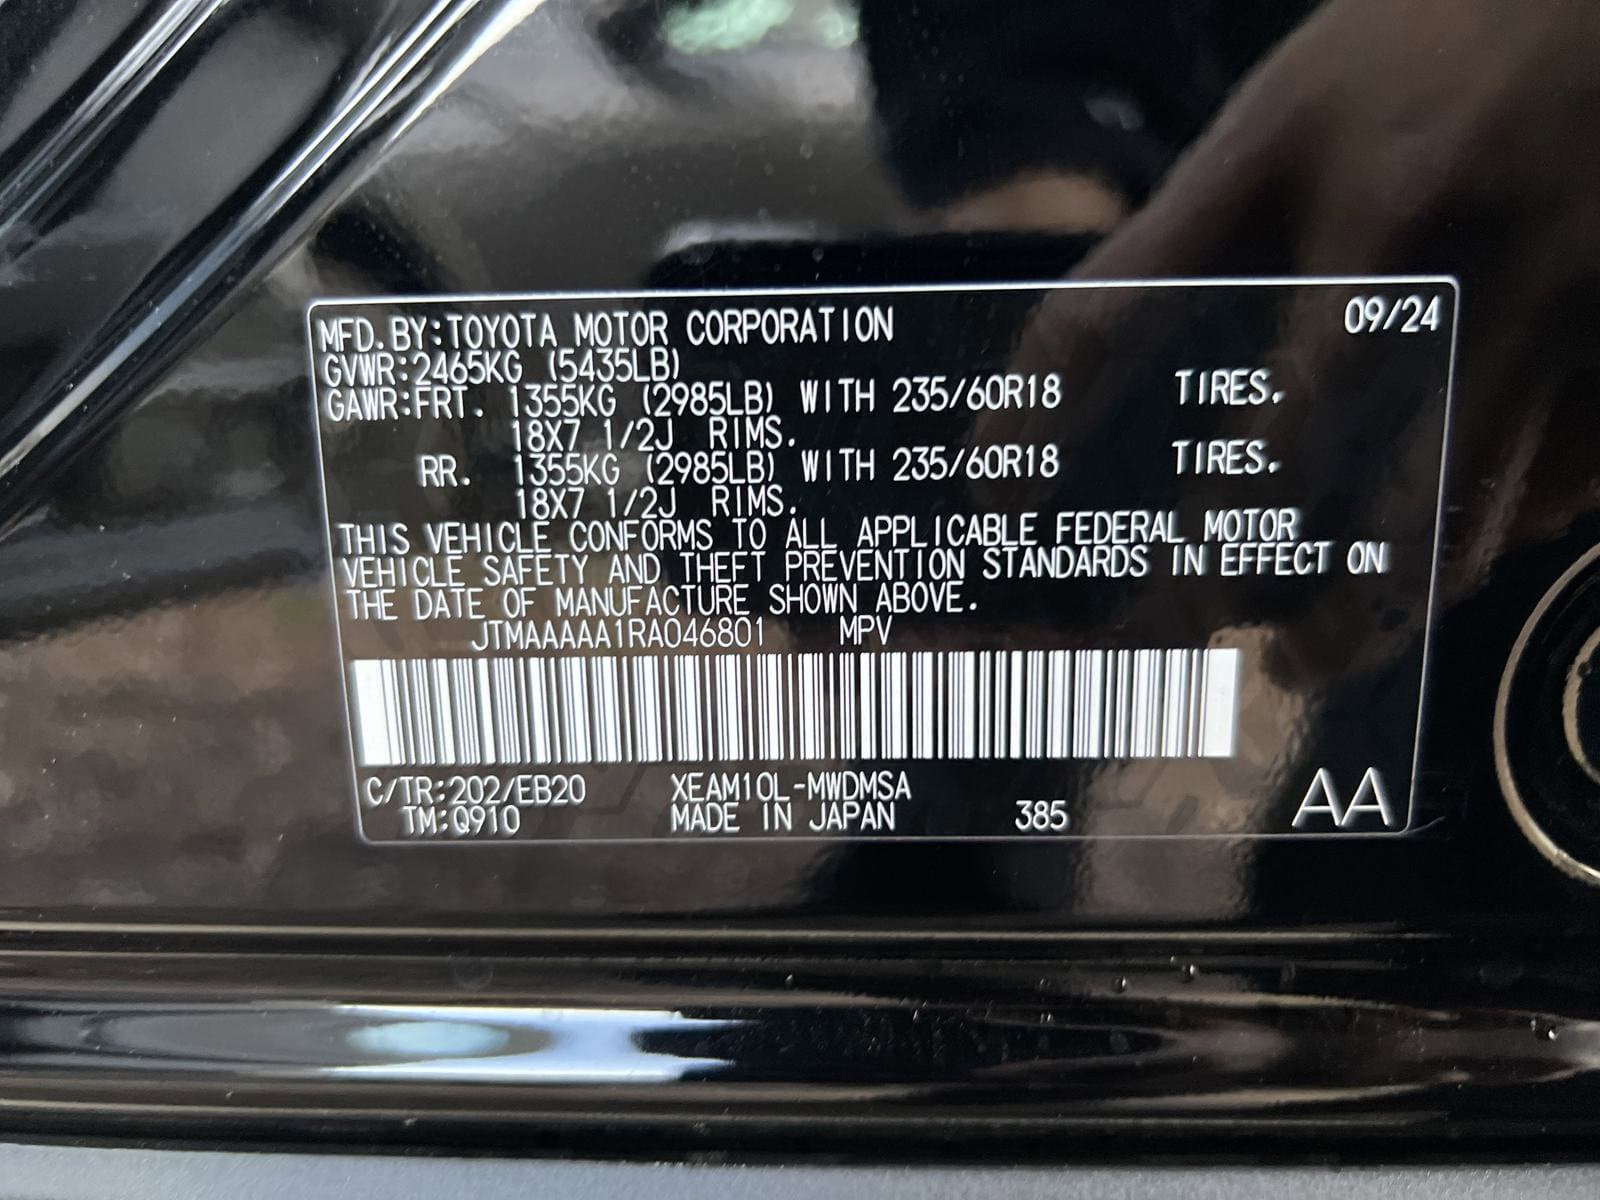 MFD.BY:TOYOTA MOTOR CORPORATION 09/24
GVWR:2465KG (5435LB)
GAWR:FRT. 1355KG (2985LB) WITH 235/60R18 TIRES.
18X7 1/2J RIMS.
RR. 1355KG (2985LB) WITH 235/60R18 TIRES.
18X7 1/2J RIMS.
THIS VEHICLE CONFORMS TO ALL APPLICABLE FEDERAL MOTOR
VEHICLE SAFETY AND THEFT PREVENTION STANDARDS IN EFFECT ON
THE DATE OF MANUFACTURE SHOWN ABOVE.
JTMAAAAA1RA046801 MPV
C/TR:202/EB20 XEAM10L-MWDMSA
TM:Q910 MADE IN JAPAN 385 AA